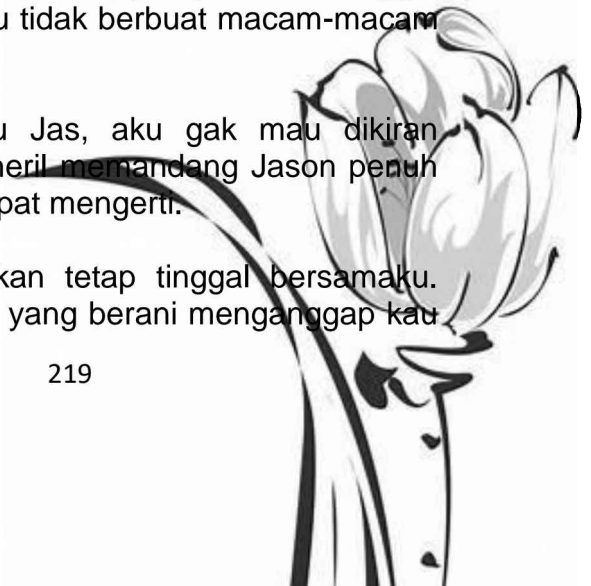 u tidak berbuat macam-macam
u Jas, aku gak mau dikiran
heril memandang Jason penuh
pat mengerti.
kan tetap tinggal bersamaku.
yang berani menganggap kau
219